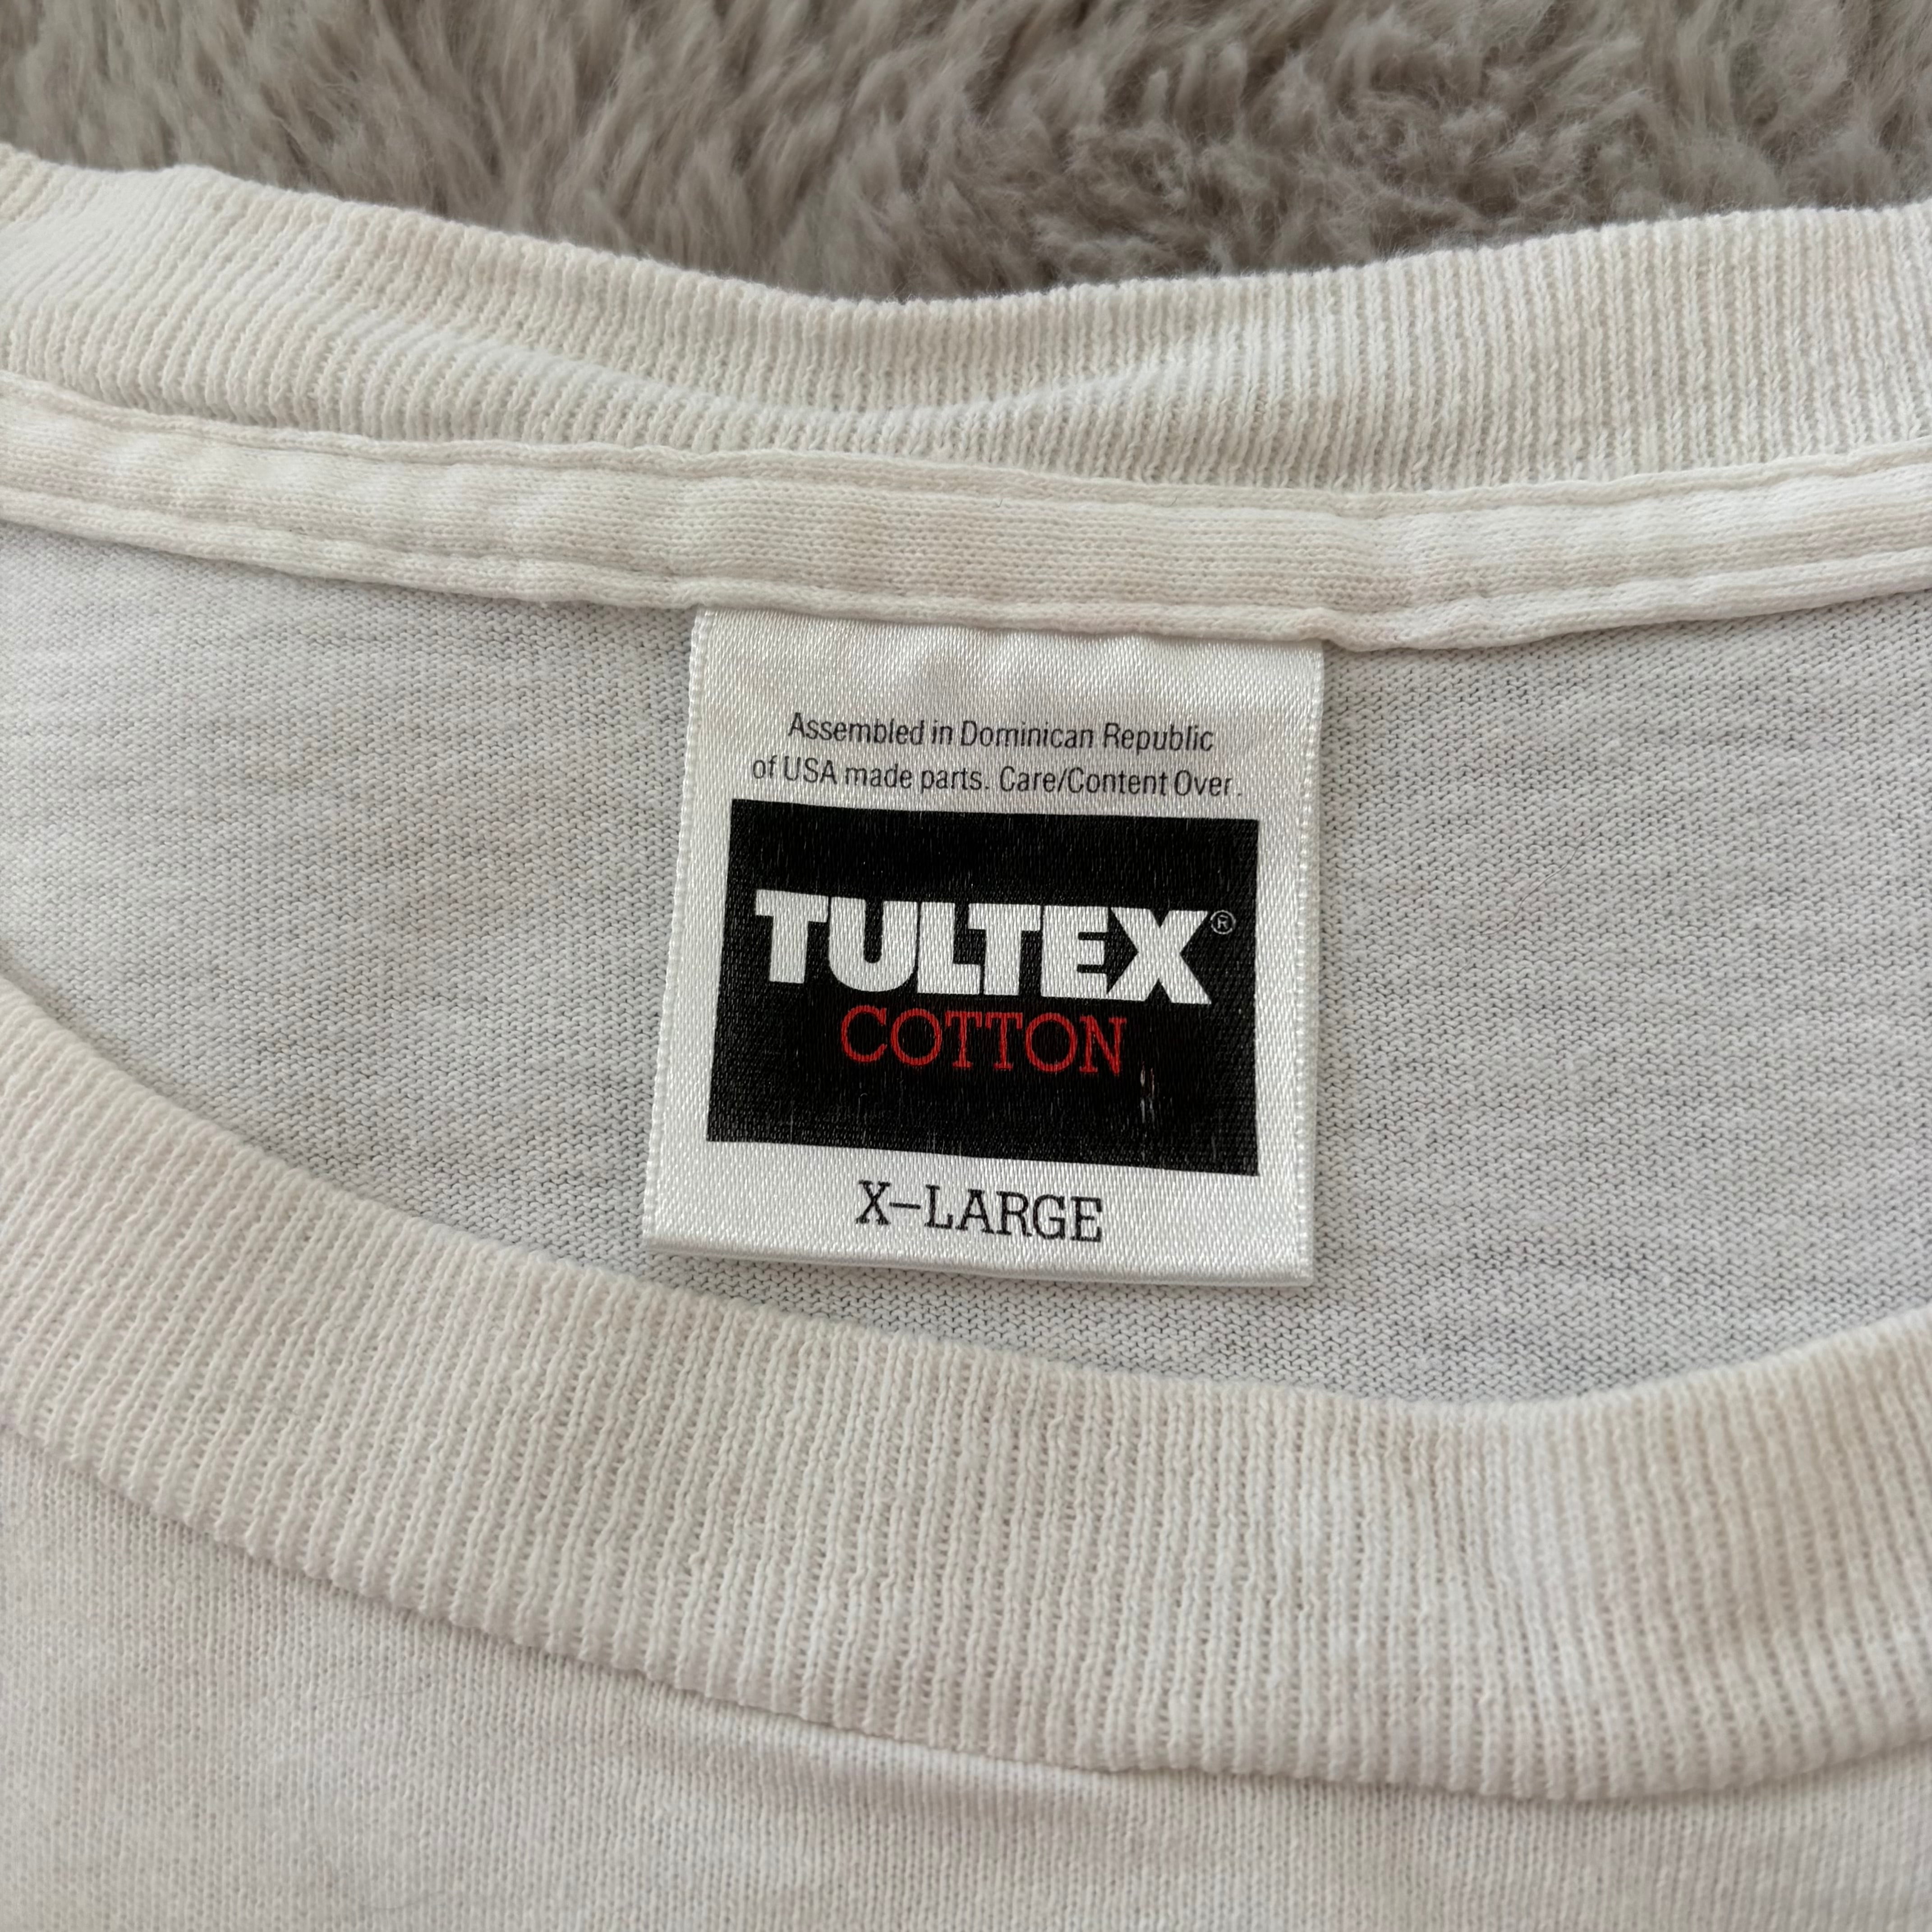 Assembled in Dominican Republic
of USA made parts. Care/Content Over.
TULTEX®
COTTON
X-LARGE